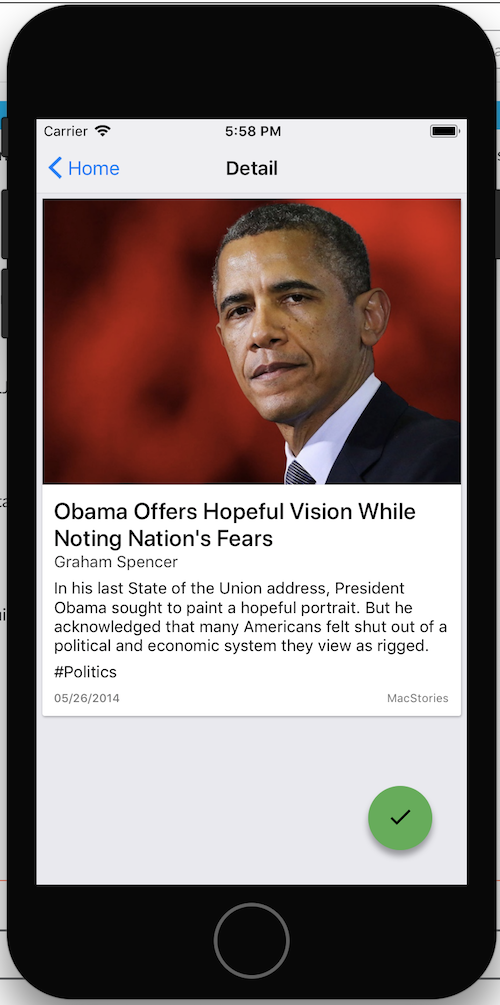 Carrier 5:58 PM
Home Detail
Obama Offers Hopeful Vision While
Noting Nation's Fears
Graham Spencer
In his last State of the Union address, President
Obama sought to paint a hopeful portrait. But he
acknowledged that many Americans felt shut out of a
political and economic system they view as rigged.
#Politics
05/26/2014 MacStories